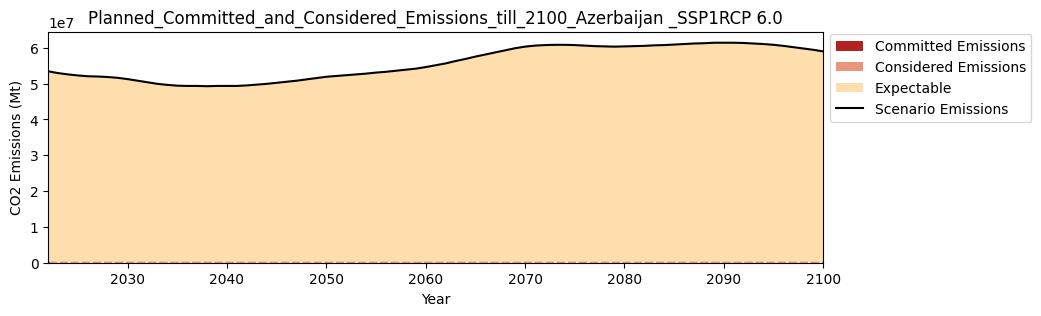 Planned_Committed_and_Considered_Emissions_till_2100_Azerbaijan _SSP1RCP 6.0
1e7
6
5
4
3
2
1
0
CO2 Emissions (Mt)
2030 2040 2050 2060 2070 2080 2090 2100
Year
Committed Emissions
Considered Emissions
Expectable
Scenario Emissions